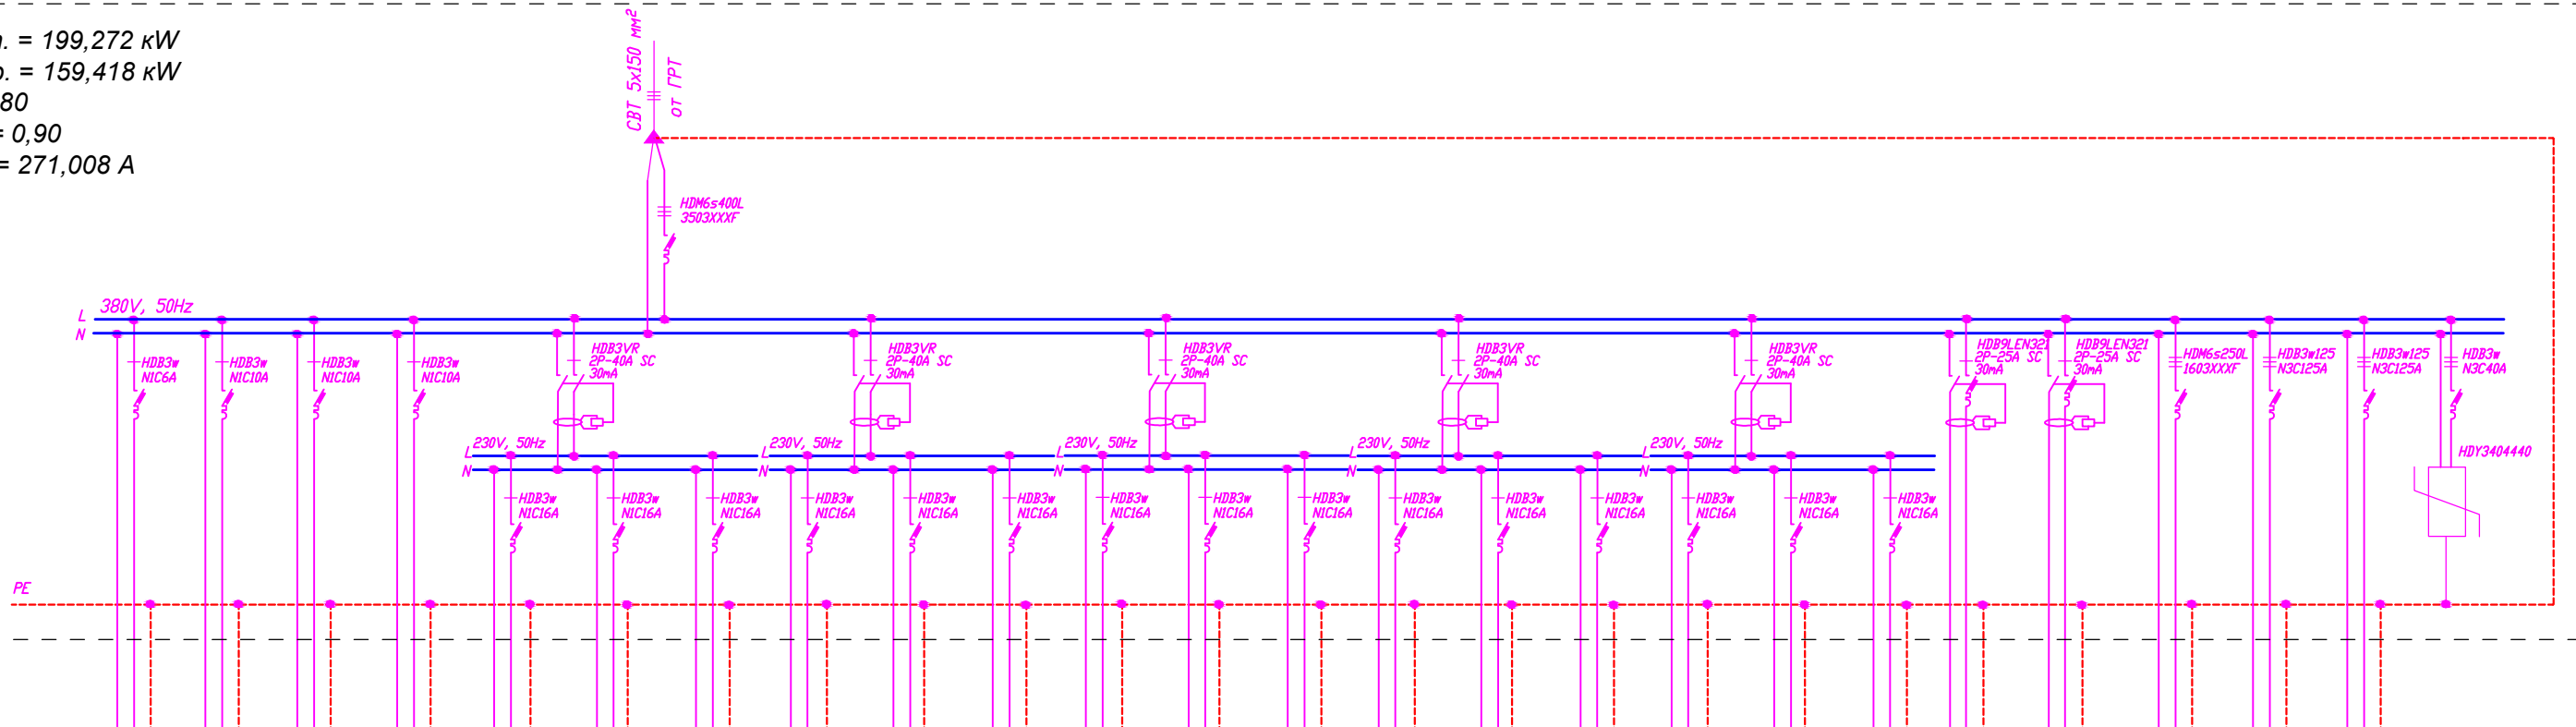 п. = 199,272 кW
р. = 159,418 кW
80
= 0,90
= 271,008 A
СВТ 5x150 мм²
от ГРТ
HDM6s400L
3503XXXF
380V, 50Hz
L
N
HDB3w
N1C6A
HDB3w
N1C10A
HDB3w
N1C10A
HDB3w
N1C10A
HDB3VR
2P-40A SC
30mA
HDB3VR
2P-40A SC
30mA
HDB3VR
2P-40A SC
30mA
HDB3VR
2P-40A SC
30mA
HDB3VR
2P-40A SC
30mA
HDB9LEN321
2P-25A SC
30mA
HDB9LEN321
2P-25A SC
30mA
HDM6s250L
1603XXXF
HDB3w125
N3C125A
HDB3w125
N3C125A
HDB3w
N3C40A
HDY3404440
230V, 50Hz
L
N
230V, 50Hz
L
N
230V, 50Hz
L
N
230V, 50Hz
L
N
230V, 50Hz
L
N
HDB3w
N1C16A
HDB3w
N1C16A
HDB3w
N1C16A
HDB3w
N1C16A
HDB3w
N1C16A
HDB3w
N1C16A
HDB3w
N1C16A
HDB3w
N1C16A
HDB3w
N1C16A
HDB3w
N1C16A
HDB3w
N1C16A
HDB3w
N1C16A
HDB3w
N1C16A
HDB3w
N1C16A
HDB3w
N1C16A
PE